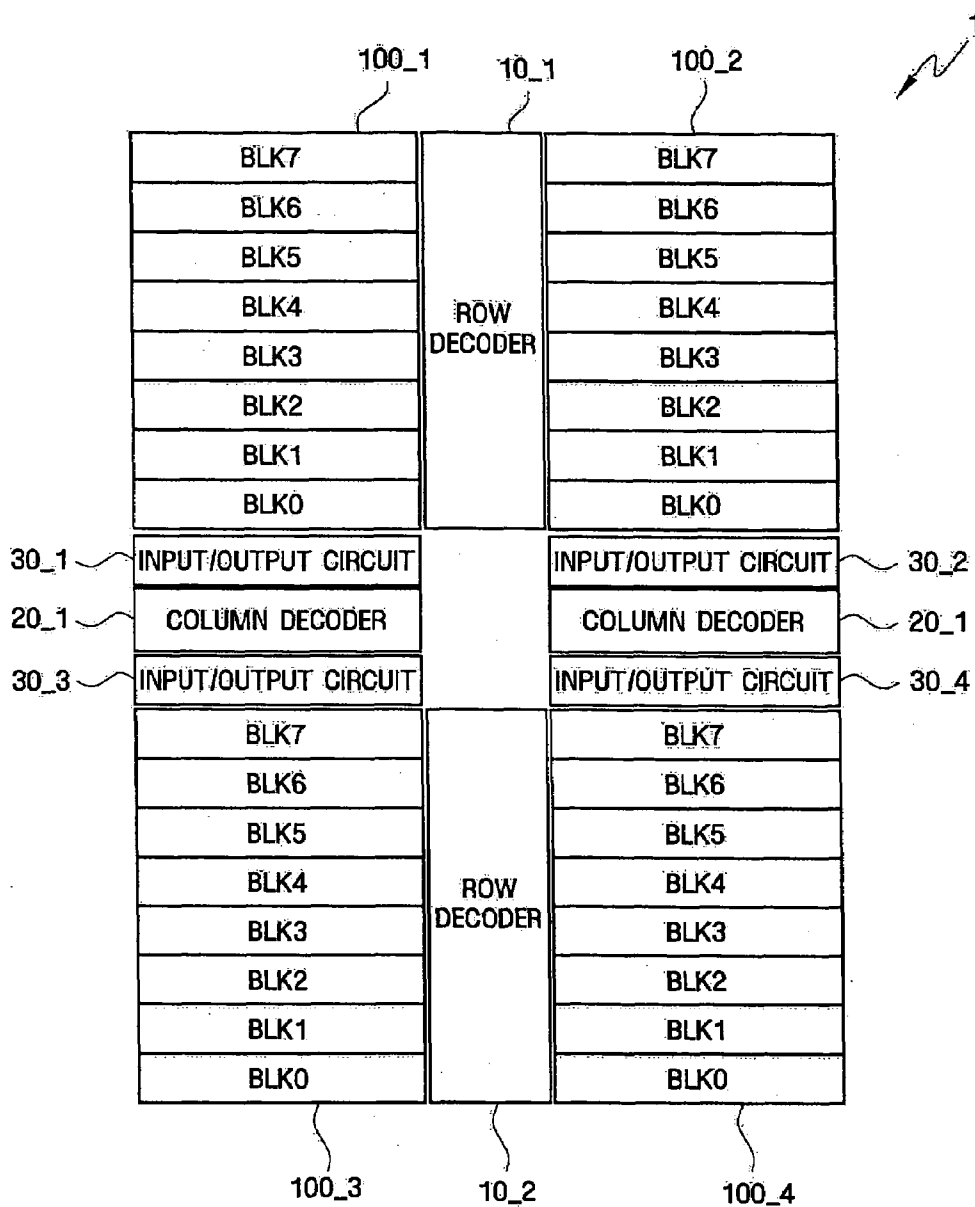 1
100_1 10_1 100_2
BLK7 BLK7
BLK6 BLK6
BLK5 BLK5
BLK4 ROW BLK4
BLK3 DECODER BLK3
BLK2 BLK2
BLK1 BLK1
BLK0 BLK0
30_1 INPUT/OUTPUT CIRCUIT INPUT/OUTPUT CIRCUIT 30_2
20_1 COLUMN DECODER COLUMN DECODER 20_1
30_3 INPUT/OUTPUT CIRCUIT INPUT/OUTPUT CIRCUIT 30_4
BLK7 BLK7
BLK6 BLK6
BLK5 BLK5
BLK4 ROW BLK4
BLK3 DECODER BLK3
BLK2 BLK2
BLK1 BLK1
BLK0 BLK0
100_3 10_2 100_4